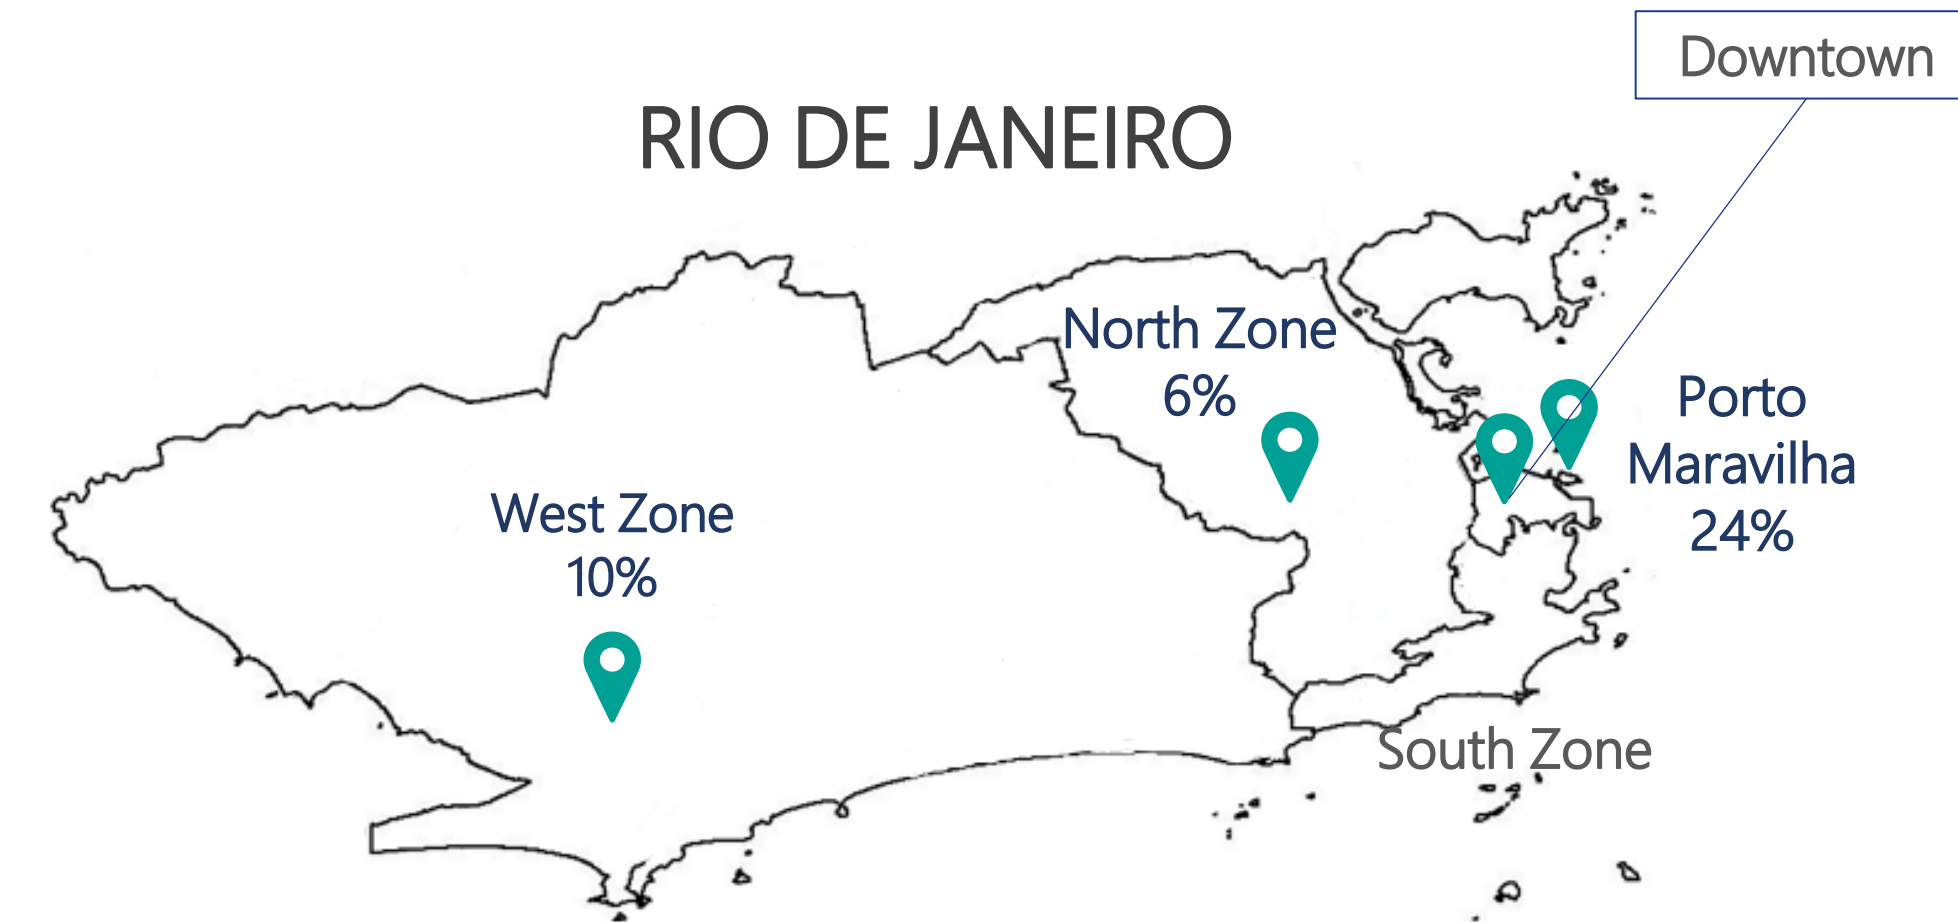 Downtown
RIO DE JANEIRO
North Zone
6%
Porto
Maravilha
24%
West Zone
10%
South Zone